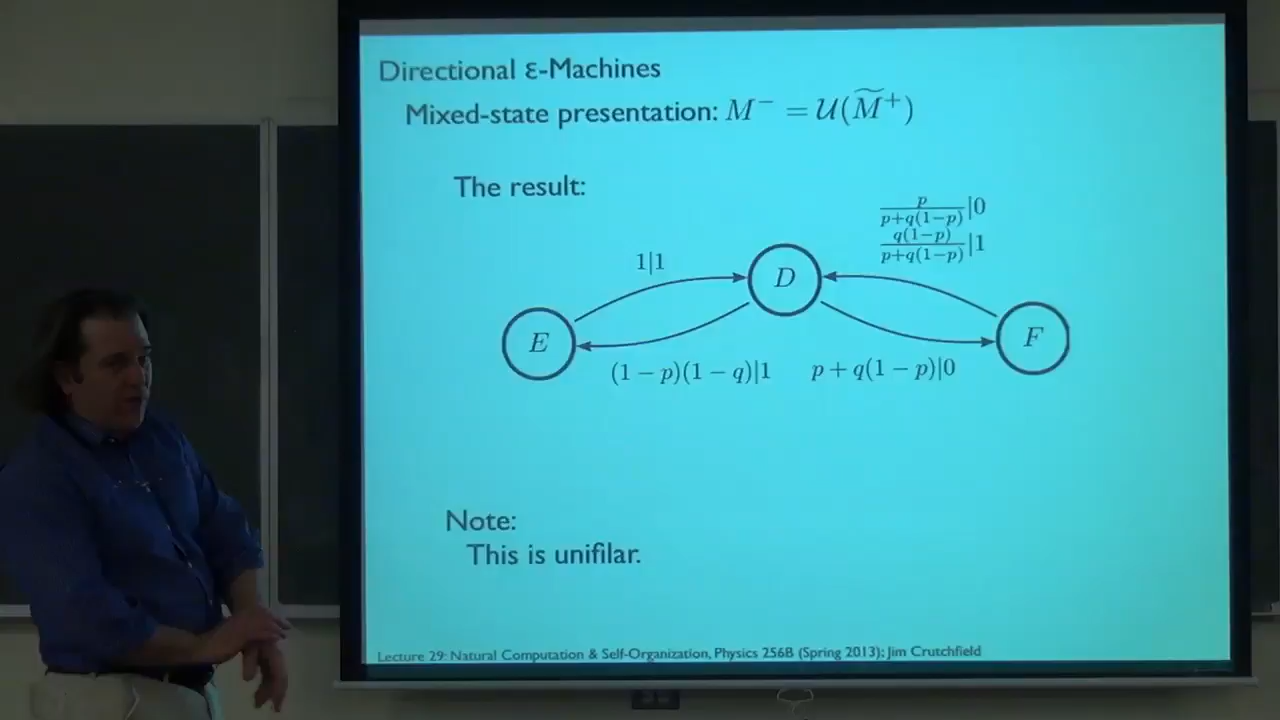 Directional ε-Machines
Mixed-state presentation: M⁻ = 𝒰(M̃⁺)
The result:
p/(p+q(1−p))|0
q(1−p)/(p+q(1−p))|1
1|1
D
E
F
(1 − p)(1 − q)|1
p + q(1 − p)|0
Note:
This is unifilar.
Lecture 29: Natural Computation & Self-Organization, Physics 256B (Spring 2013); Jim Crutchfield